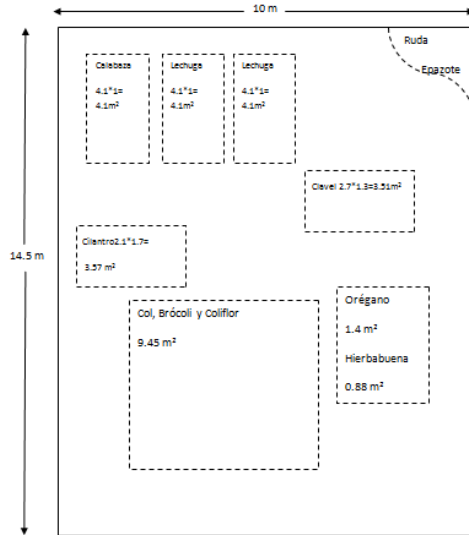 10 m
Ruda
Epazote
Calabaza
4.1*1=
4.1m²
Lechuga
4.1*1=
4.1m²
Lechuga
4.1*1=
4.1m²
Clavel 2.7*1.3=3.51m²
14.5 m
Cilantro2.1*1.7=
3.57 m²
Col, Brócoli y Coliflor
9.45 m²
Orégano
1.4 m²
Hierbabuena
0.88 m²